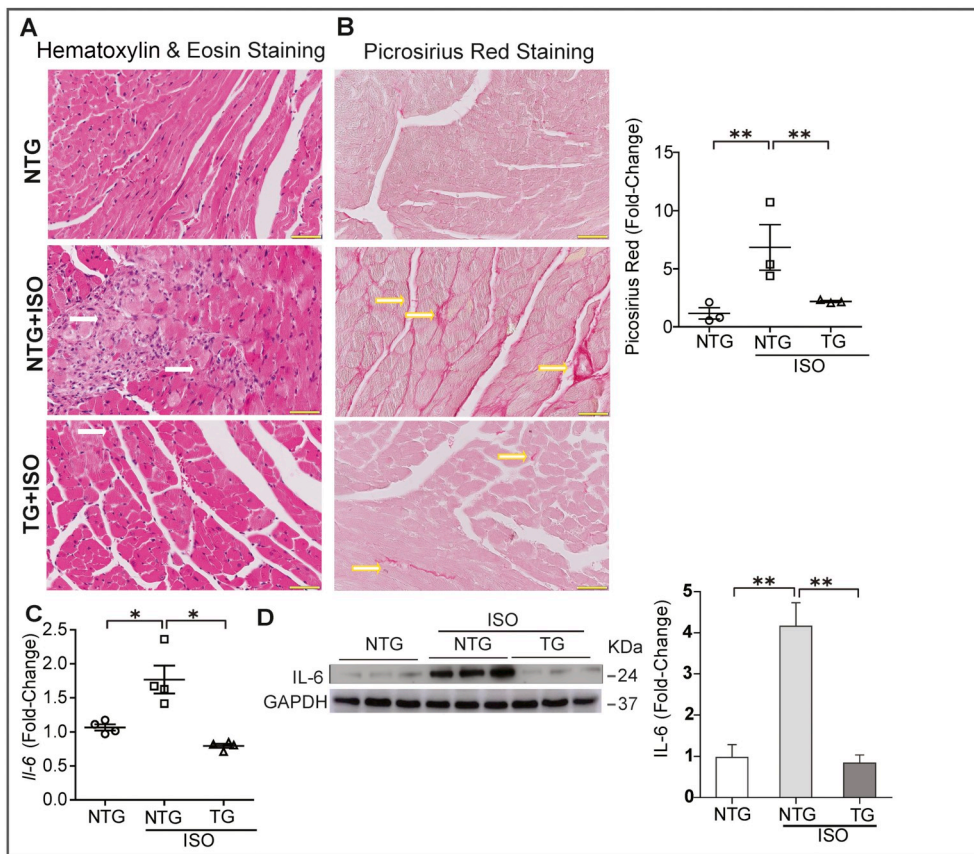 A
Hematoxylin & Eosin Staining
NTG
NTG+ISO
TG+ISO
B
Picrosirius Red Staining
Picosirius Red (Fold-Change)
15
10
5
0
** **
NTG NTG TG
ISO
C
Il-6 (Fold-Change)
2.5
2.0
1.5
1.0
0.5
0.0
* *
NTG NTG TG
ISO
D
ISO
NTG NTG TG KDa
IL-6 -24
GAPDH -37
IL-6 (Fold-Change)
5
4
3
2
1
0
** **
NTG NTG TG
ISO